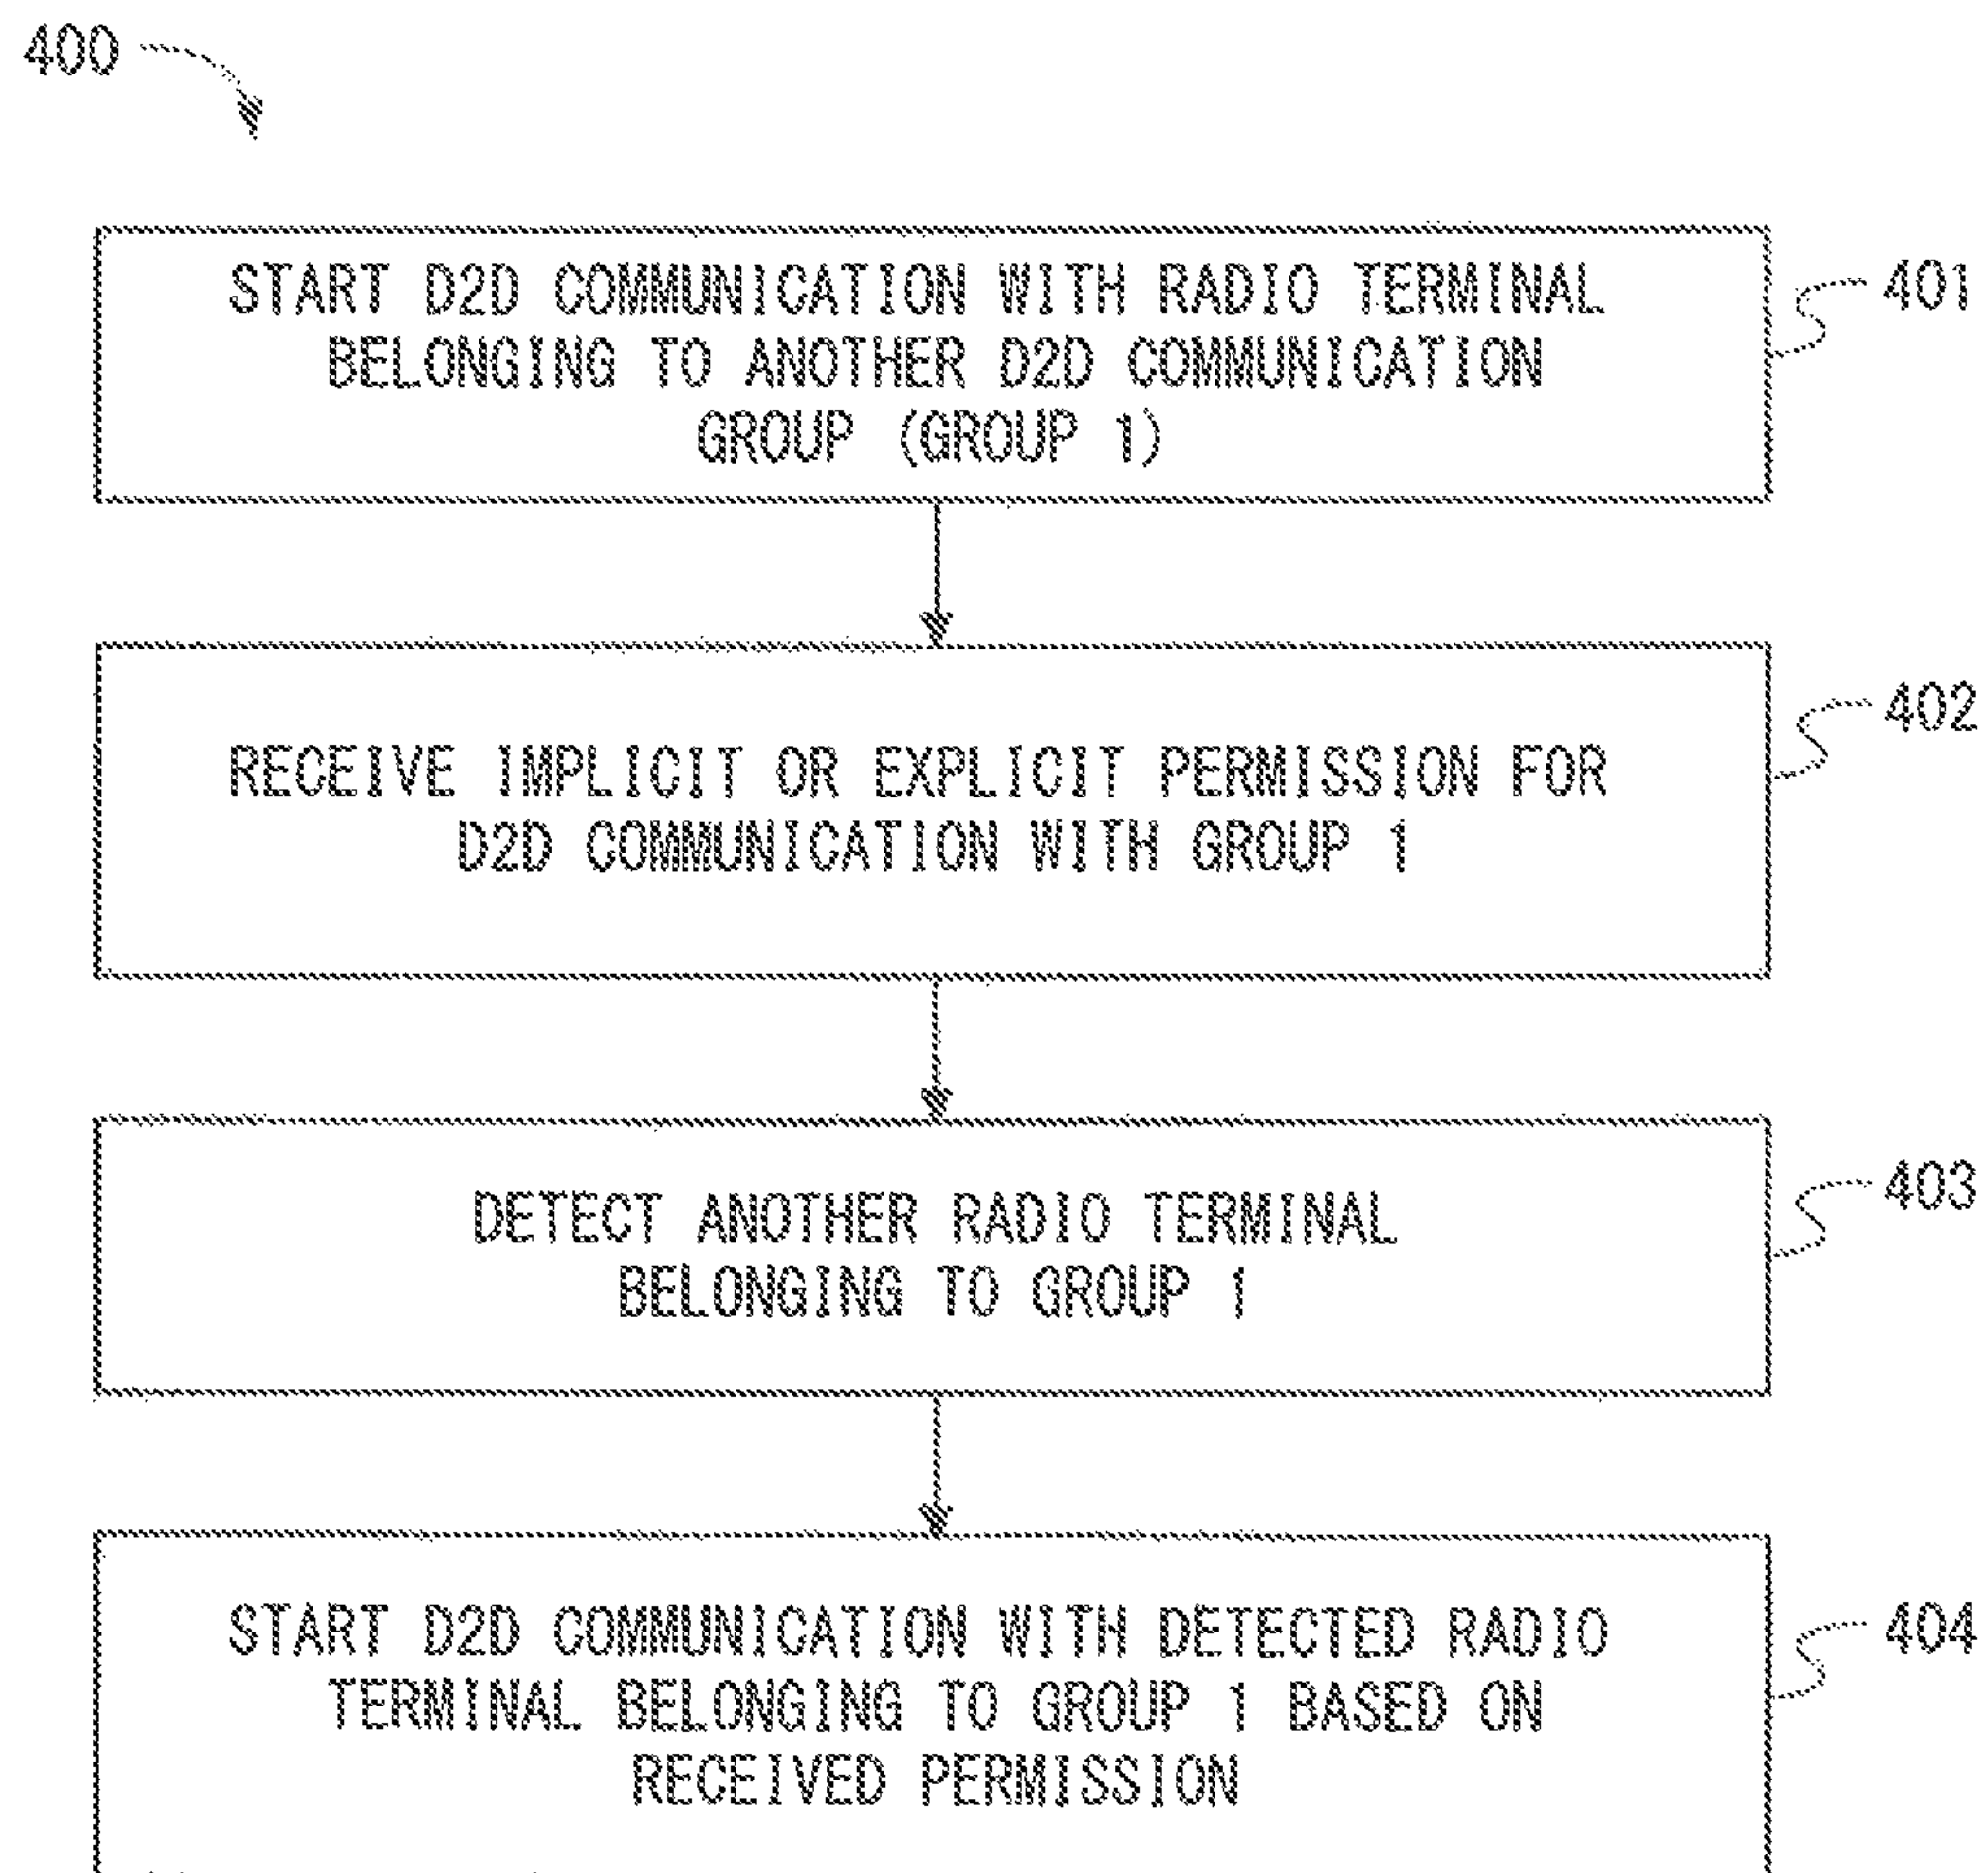 400
START D2D COMMUNICATION WITH RADIO TERMINAL
BELONGING TO ANOTHER D2D COMMUNICATION
GROUP (GROUP 1)
401
RECEIVE IMPLICIT OR EXPLICIT PERMISSION FOR
D2D COMMUNICATION WITH GROUP 1
402
DETECT ANOTHER RADIO TERMINAL
BELONGING TO GROUP 1
403
START D2D COMMUNICATION WITH DETECTED RADIO
TERMINAL BELONGING TO GROUP 1 BASED ON
RECEIVED PERMISSION
404